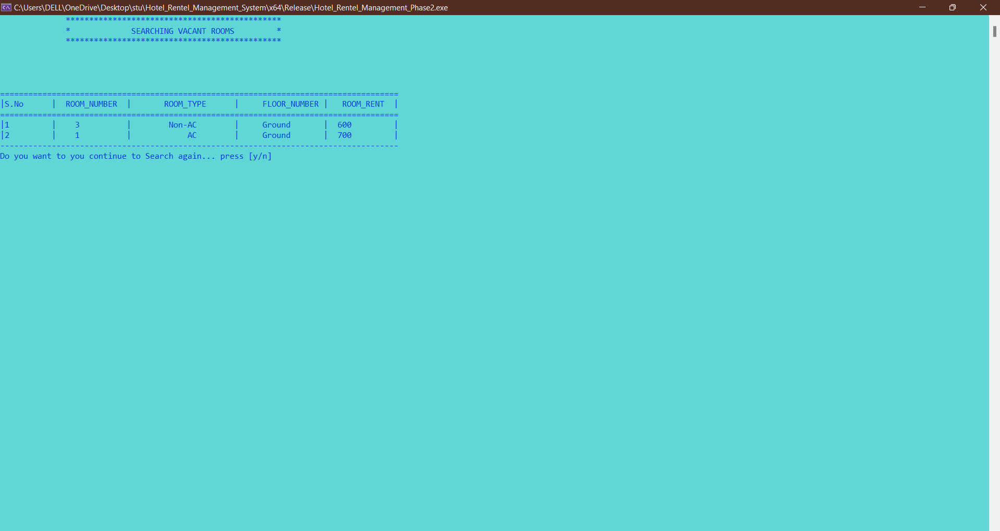 C:\Users\DELL\OneDrive\Desktop\stu\Hotel_Rentel_Management_System\x64\Release\Hotel_Rentel_Management_Phase2.exe
**********************************************
*             SEARCHING VACANT ROOMS         *
**********************************************
=====================================================================================
|S.No      |  ROOM_NUMBER  |       ROOM_TYPE      |     FLOOR_NUMBER |   ROOM_RENT  |
=====================================================================================
|1         |    3          |        Non-AC        |     Ground       |  600         |
|2         |    1          |            AC        |     Ground       |  700         |
-------------------------------------------------------------------------------------
Do you want to you continue to Search again... press [y/n]